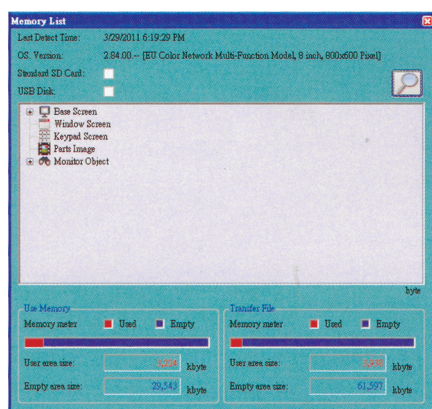 Memory List
Last Detect Time: 3/29/2011 6:19:29 PM
OS. Version: 2.84.00.-- [EU Color Network Multi-Function Model, 8 inch, 800x600 Pixel]
Standard SD Card:
USB Disk:
Base Screen
Window Screen
Keypad Screen
Parts Image
Monitor Object
byte
Use Memory
Memory meter Used Empty
User area size: kbyte
Empty area size: 29,543 kbyte
Transfer File
Memory meter Used Empty
User area size: kbyte
Empty area size: 61,597 kbyte